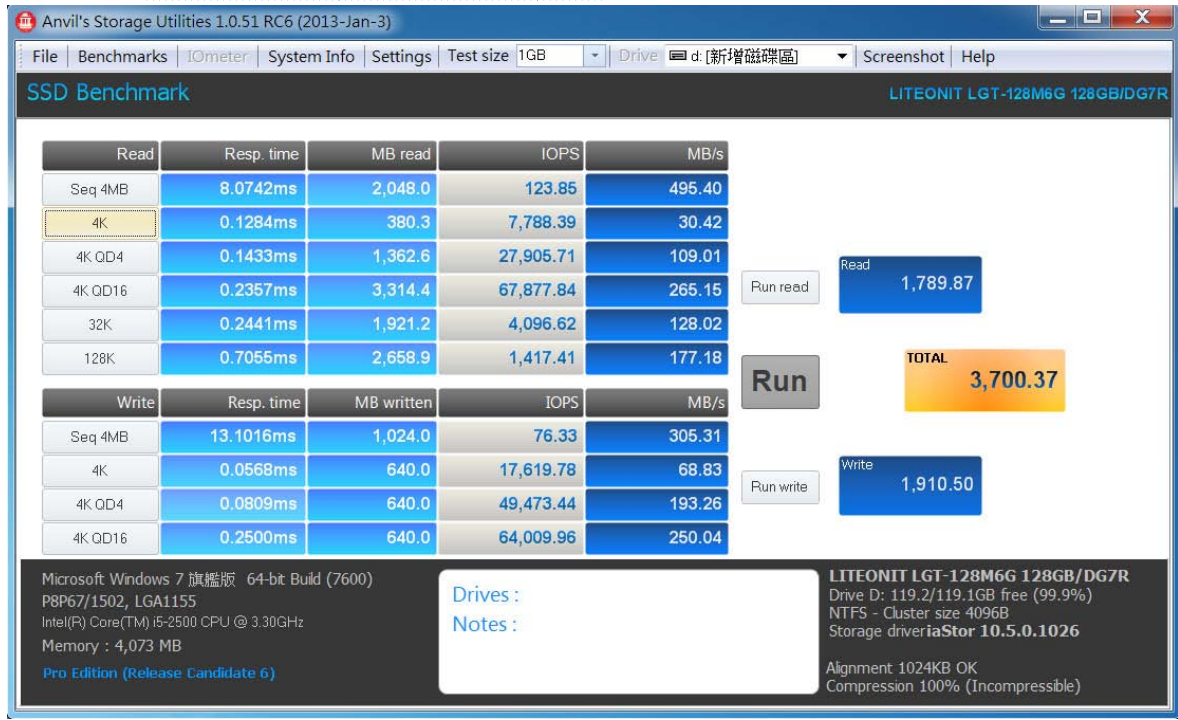 Anvil's Storage Utilities 1.0.51 RC6 (2013-Jan-3)
File Benchmarks IOmeter System Info Settings Test size 1GB Drive d: [新增磁碟區] Screenshot Help
SSD Benchmark LITEONIT LGT-128M6G 128GB/DG7R
Read Resp. time MB read IOPS MB/s
Seq 4MB 8.0742ms 2,048.0 123.85 495.40
4K 0.1284ms 380.3 7,788.39 30.42
4K QD4 0.1433ms 1,362.6 27,905.71 109.01
4K QD16 0.2357ms 3,314.4 67,877.84 265.15
32K 0.2441ms 1,921.2 4,096.62 128.02
128K 0.7055ms 2,658.9 1,417.41 177.18
Run read
Read
1,789.87
Run
TOTAL
3,700.37
Write Resp. time MB written IOPS MB/s
Seq 4MB 13.1016ms 1,024.0 76.33 305.31
4K 0.0568ms 640.0 17,619.78 68.83
4K QD4 0.0809ms 640.0 49,473.44 193.26
4K QD16 0.2500ms 640.0 64,009.96 250.04
Run write
Write
1,910.50
Microsoft Windows 7 旗艦版 64-bit Build (7600)
P8P67/1502, LGA1155
Intel(R) Core(TM) i5-2500 CPU @ 3.30GHz
Memory : 4,073 MB
Pro Edition (Release Candidate 6)
Drives :
Notes :
LITEONIT LGT-128M6G 128GB/DG7R
Drive D: 119.2/119.1GB free (99.9%)
NTFS - Cluster size 4096B
Storage driver iaStor 10.5.0.1026
Alignment 1024KB OK
Compression 100% (Incompressible)